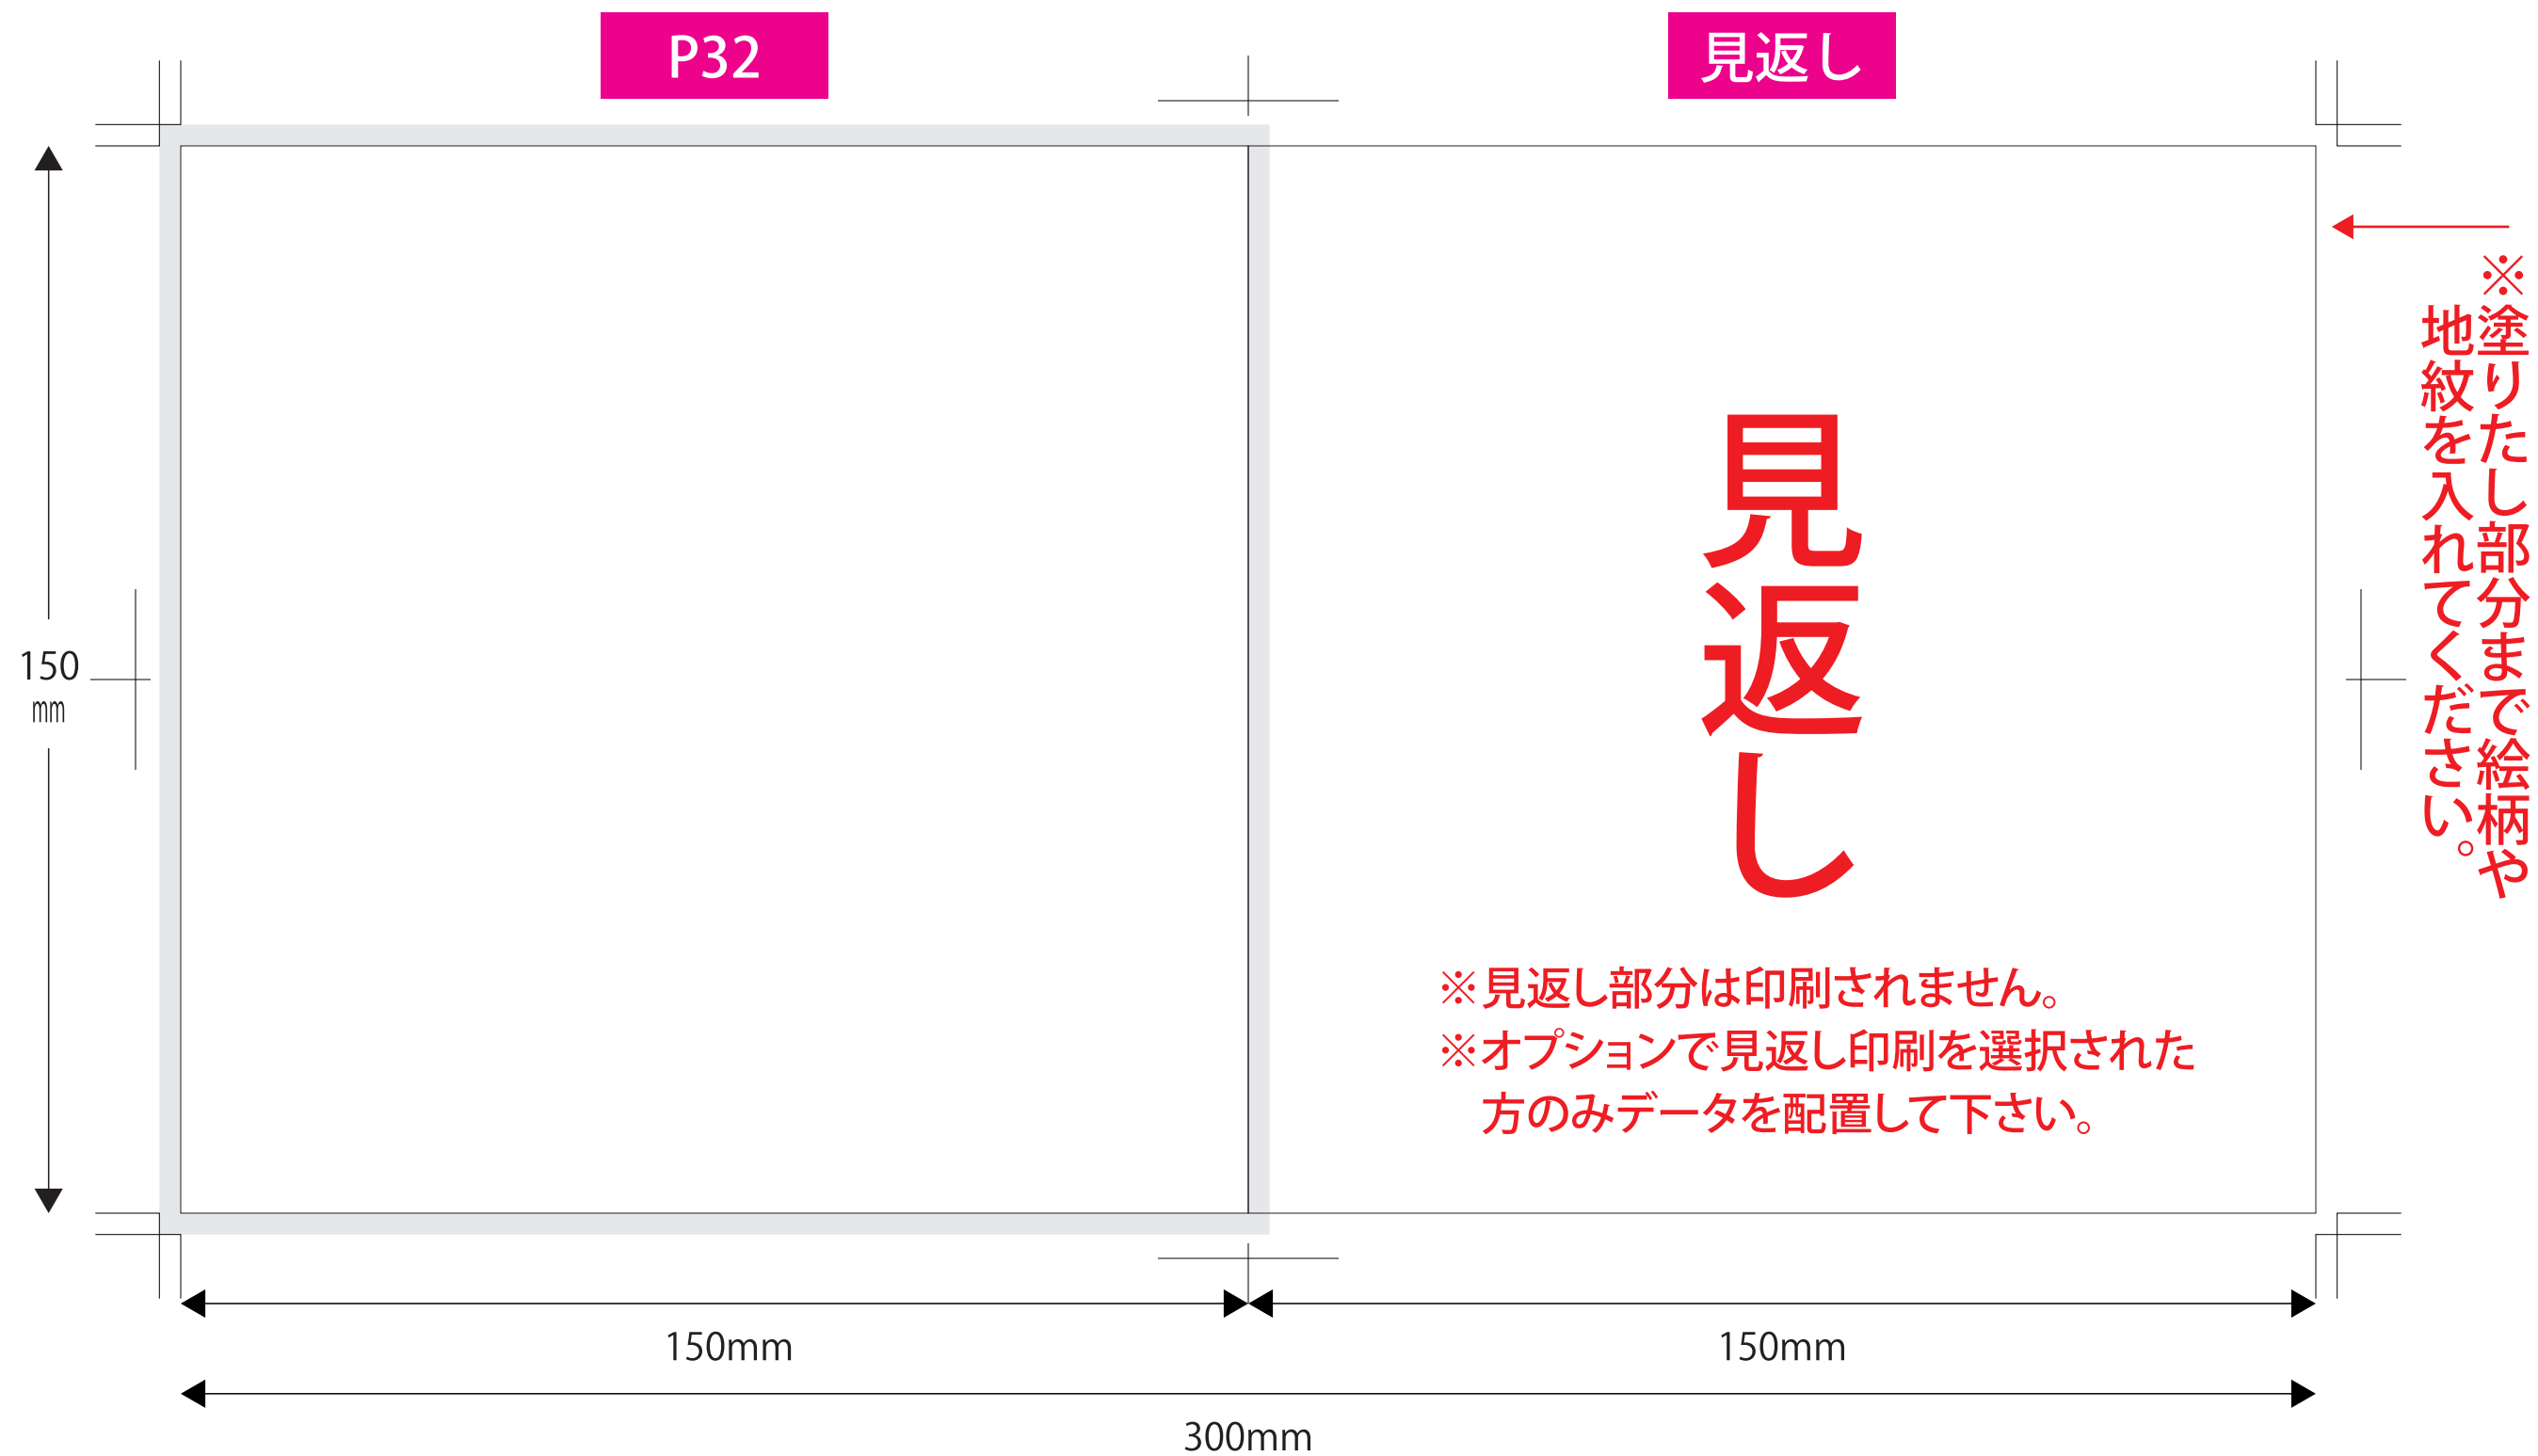 P32
見返し
※塗りたし部分まで絵柄や
地紋を入れてください。
見返し
※見返し部分は印刷されません。
※オプションで見返し印刷を選択された
方のみデータを配置して下さい。
150
mm
150mm
150mm
300mm